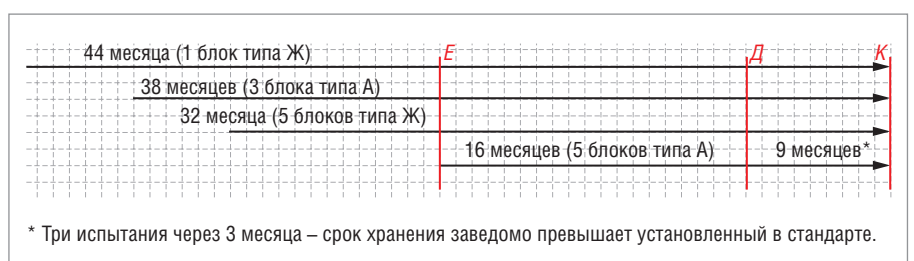 44 месяца (1 блок типа Ж) Е Д К
38 месяцев (3 блока типа А)
32 месяца (5 блоков типа Ж)
16 месяцев (5 блоков типа А) 9 месяцев*
* Три испытания через 3 месяца – срок хранения заведомо превышает установленный в стандарте.